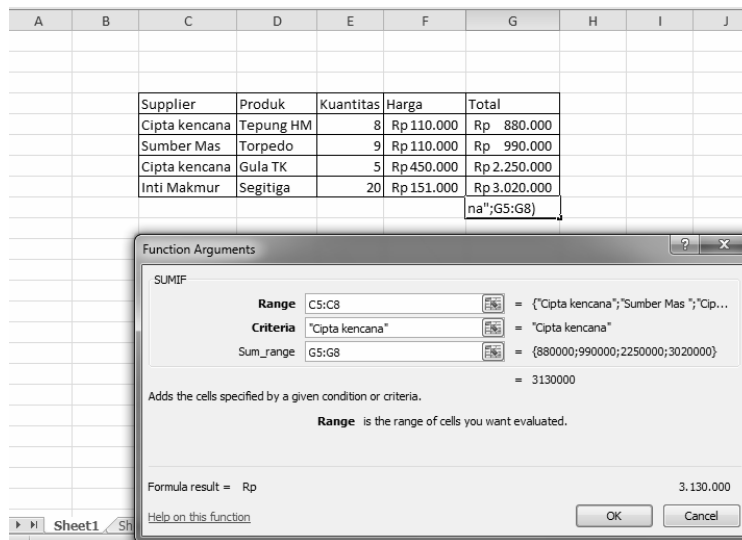 A B C D E F G H I J
Supplier Produk Kuantitas Harga Total
Cipta kencana Tepung HM 8 Rp 110.000 Rp 880.000
Sumber Mas Torpedo 9 Rp 110.000 Rp 990.000
Cipta kencana Gula TK 5 Rp 450.000 Rp 2.250.000
Inti Makmur Segitiga 20 Rp 151.000 Rp 3.020.000
na";G5:G8)
Function Arguments
SUMIF
Range C5:C8 = {"Cipta kencana";"Sumber Mas ";"Cip...
Criteria "Cipta kencana" = "Cipta kencana"
Sum_range G5:G8 = {880000;990000;2250000;3020000}
= 3130000
Adds the cells specified by a given condition or criteria.
Range is the range of cells you want evaluated.
Formula result = Rp 3.130.000
Help on this function OK Cancel
Sheet1 Sh